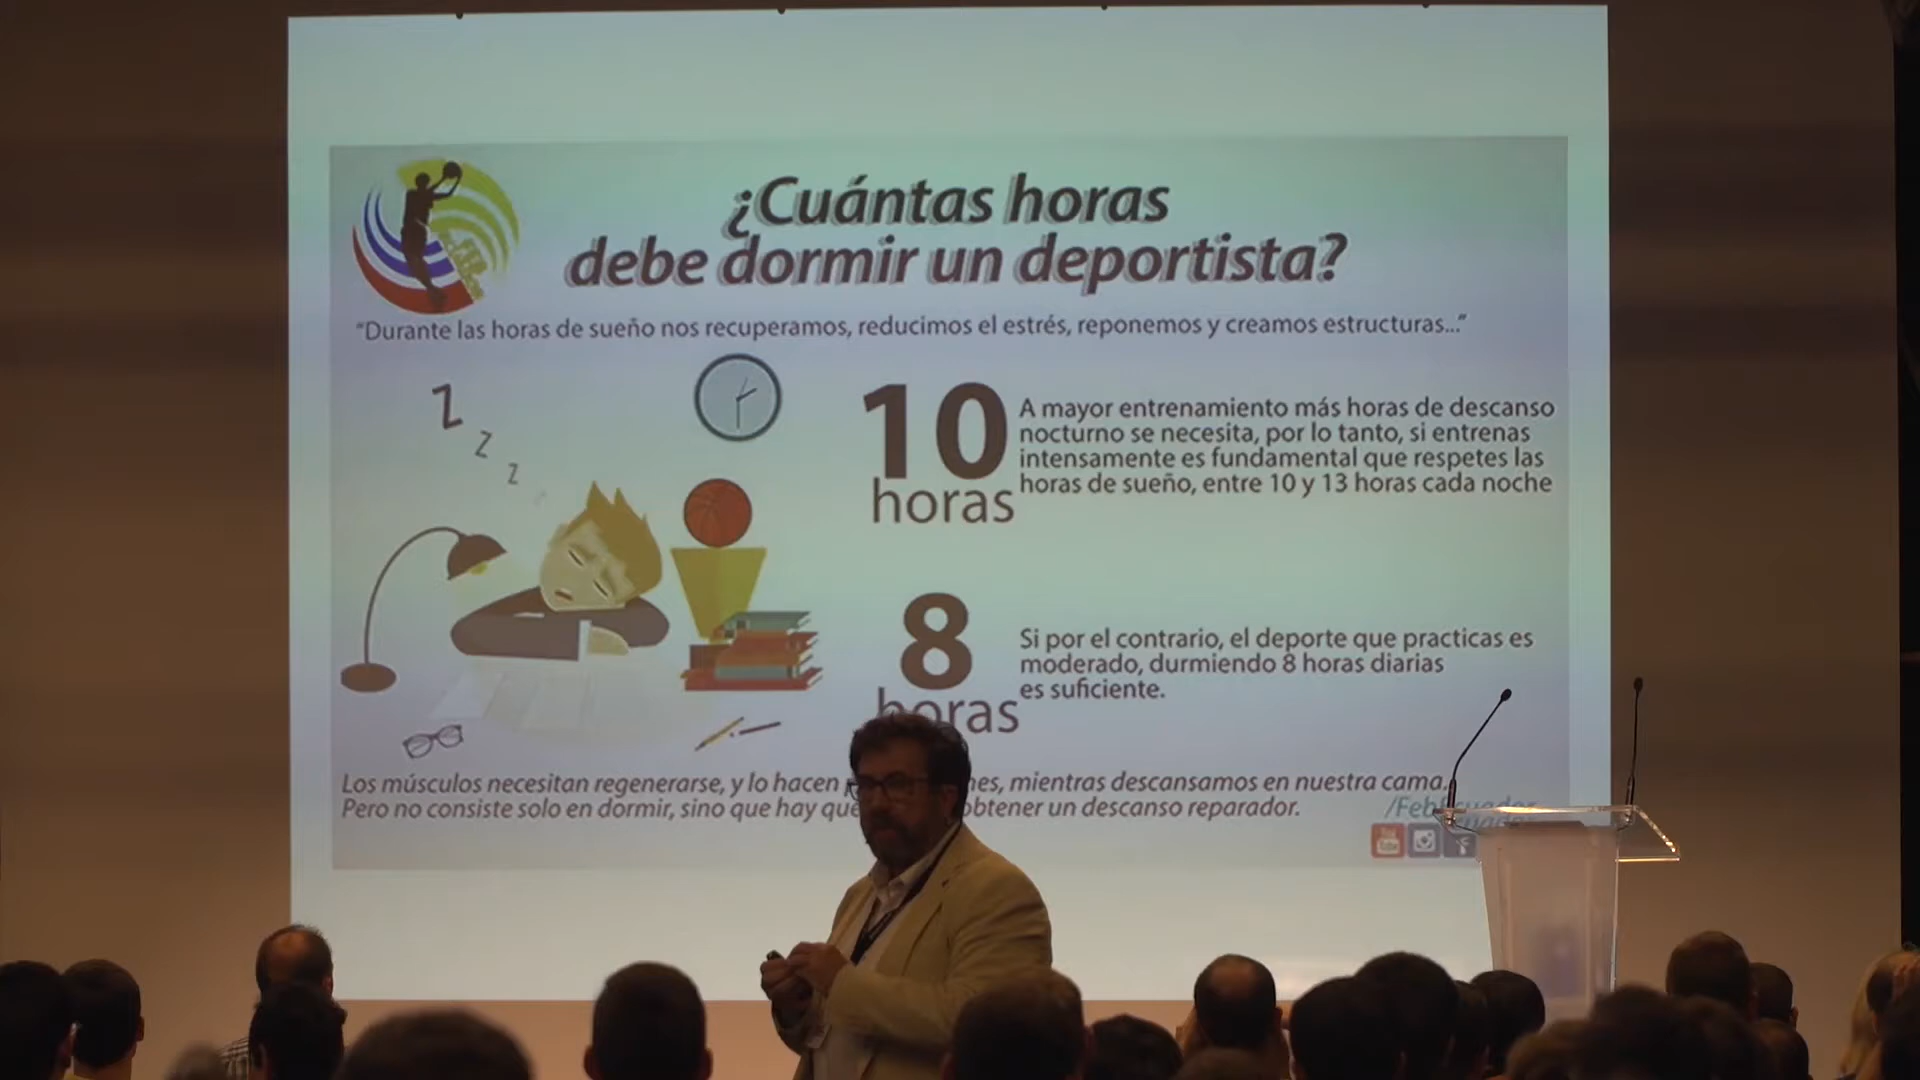 ¿Cuántas horas
debe dormir un deportista?
"Durante las horas de sueño nos recuperamos, reducimos el estrés, reponemos y creamos estructuras..."
Z
Z
Z
10
horas
A mayor entrenamiento más horas de descanso
nocturno se necesita, por lo tanto, si entrenas
intensamente es fundamental que respetes las
horas de sueño, entre 10 y 13 horas cada noche
8
horas
Si por el contrario, el deporte que practicas es
moderado, durmiendo 8 horas diarias
es suficiente.
Los músculos necesitan regenerarse, y lo hacen mientras descansamos en nuestra cama.
Pero no consiste solo en dormir, sino que hay que obtener un descanso reparador.
You Tube